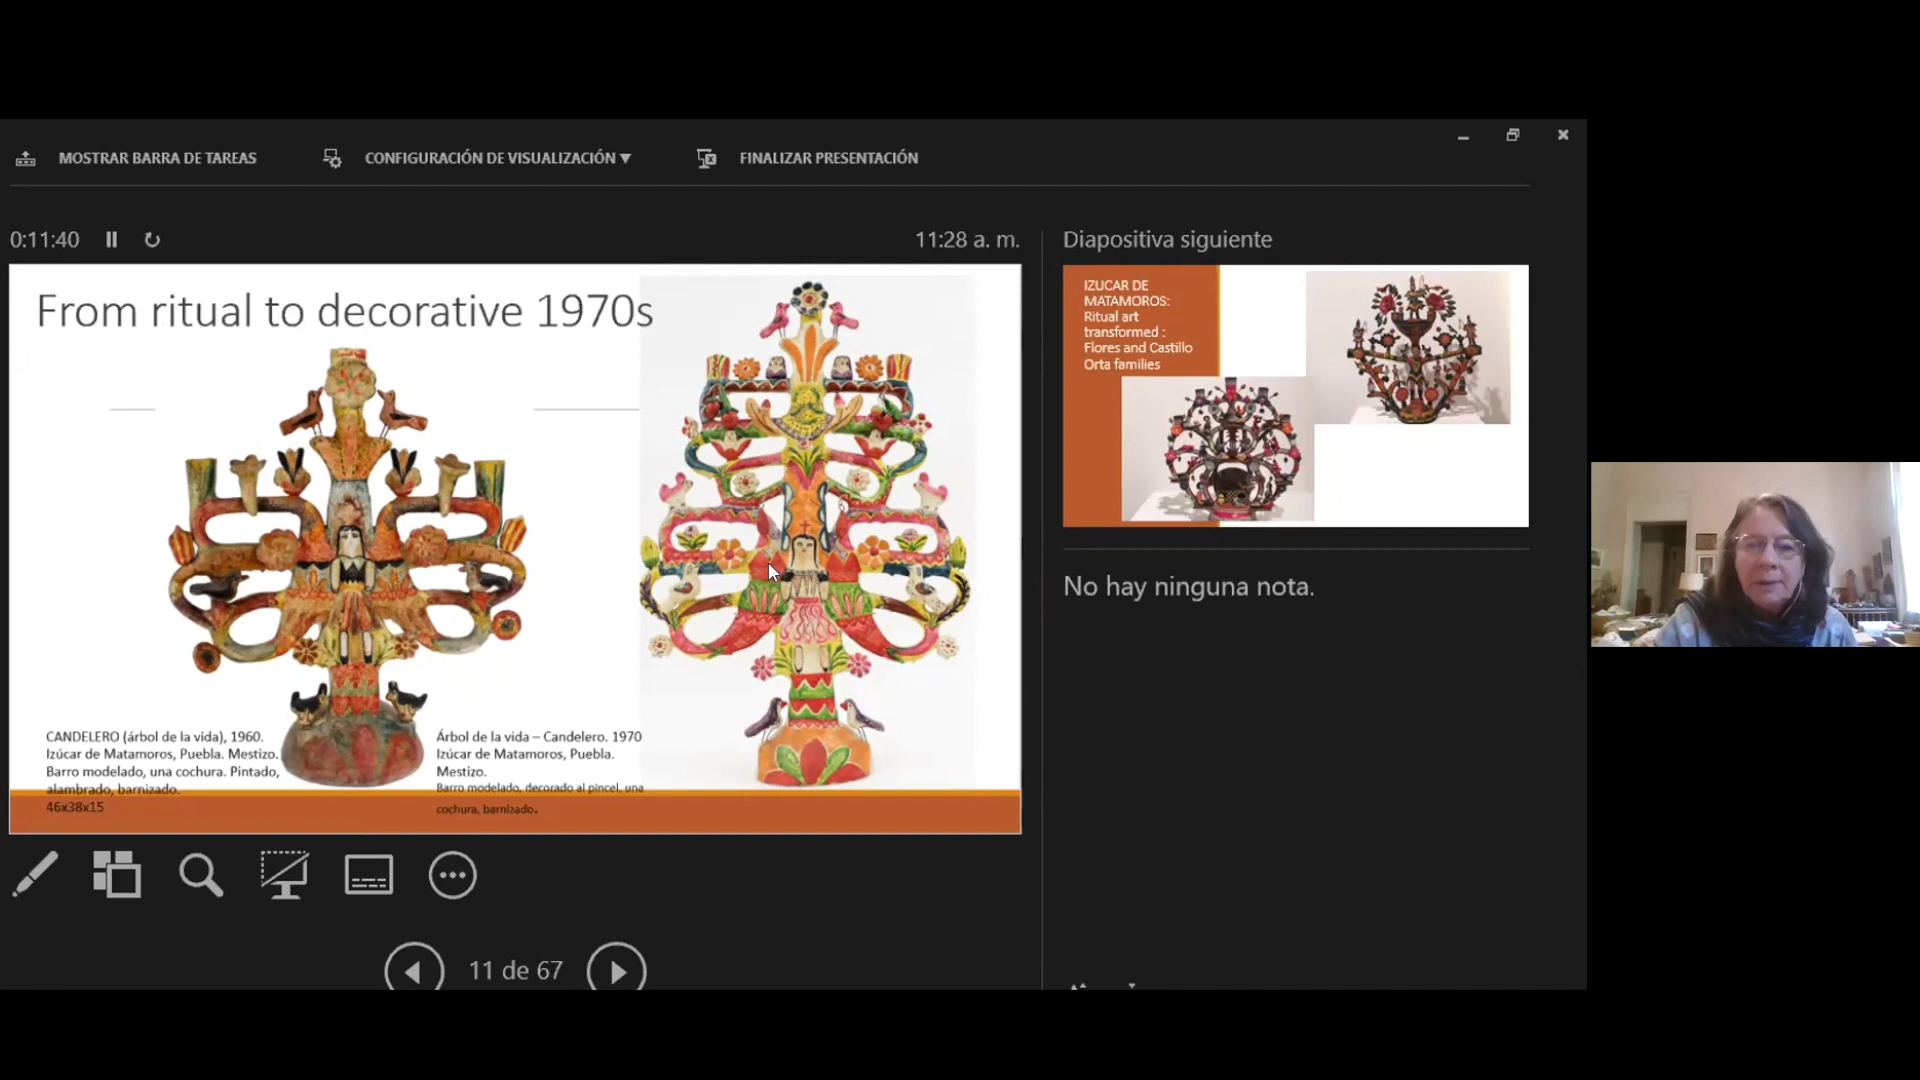 MOSTRAR BARRA DE TAREAS
CONFIGURACIÓN DE VISUALIZACIÓN ▼
FINALIZAR PRESENTACIÓN
0:11:40
11:28 a. m.
Diapositiva siguiente
From ritual to decorative 1970s
CANDELERO (árbol de la vida), 1960.
Izúcar de Matamoros, Puebla. Mestizo.
Barro modelado, una cochura. Pintado,
alambrado, barnizado.
46x38x15
Árbol de la vida – Candelero. 1970
Izúcar de Matamoros, Puebla.
Mestizo.
Barro modelado, decorado al pincel, una
cochura, barnizado.
IZUCAR DE
MATAMOROS:
Ritual art
transformed :
Flores and Castillo
Orta families
No hay ninguna nota.
11 de 67